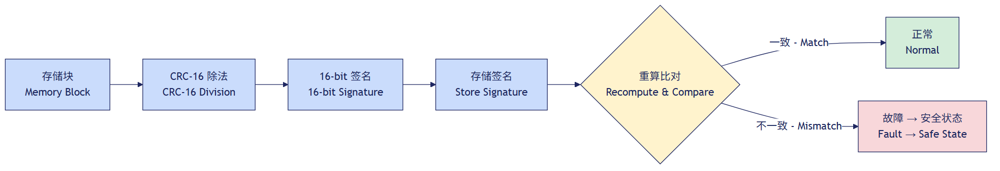 存储块
Memory Block
CRC-16 除法
CRC-16 Division
16-bit 签名
16-bit Signature
存储签名
Store Signature
重算比对
Recompute & Compare
一致 - Match
正常
Normal
不一致 - Mismatch
故障 → 安全状态
Fault → Safe State